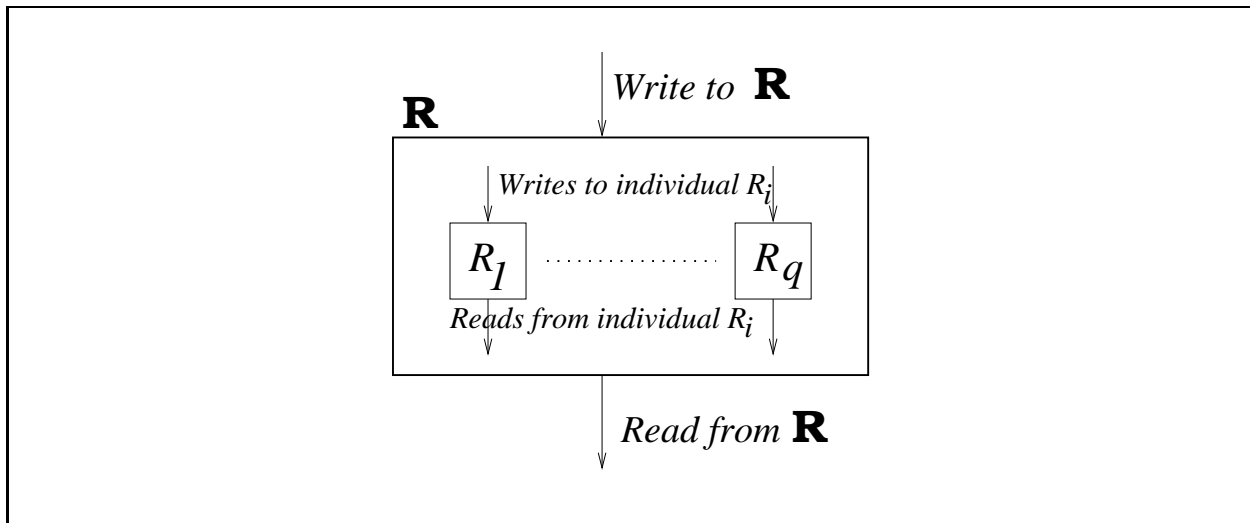 Write to R
R
Writes to individual R_i
R_1 ................. R_q
Reads from individual R_i
Read from R